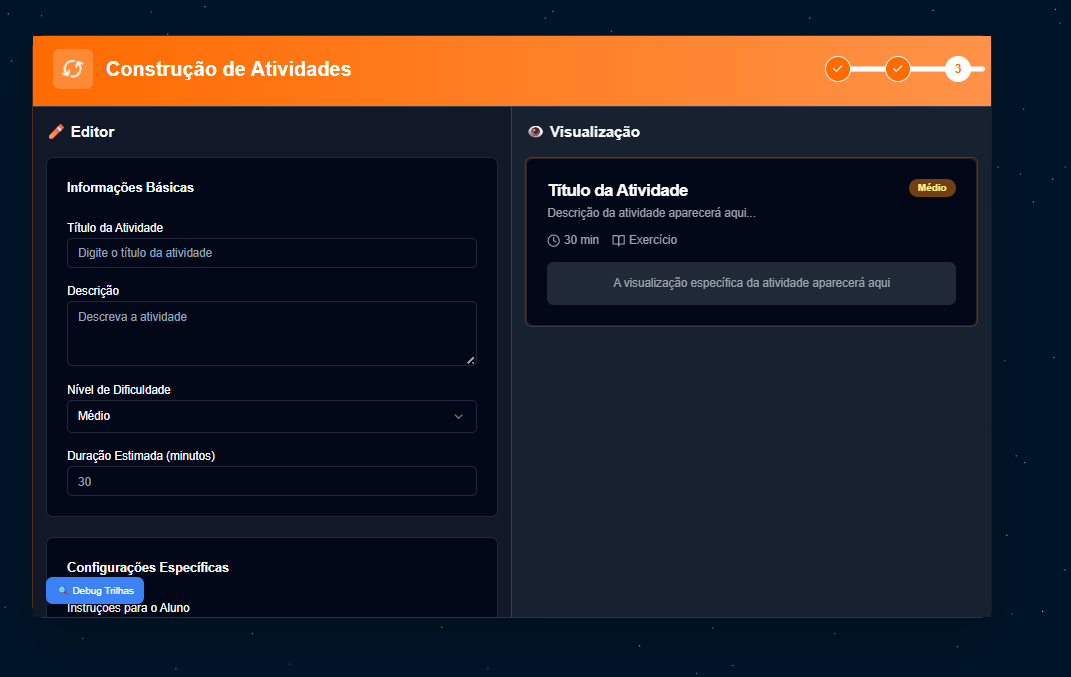 Construção de Atividades
3
Editor
Informações Básicas
Título da Atividade
Digite o título da atividade
Descrição
Descreva a atividade
Nível de Dificuldade
Médio
Duração Estimada (minutos)
30
Configurações Específicas
Debug Trilhas
Instruções para o Aluno
Visualização
Título da Atividade
Médio
Descrição da atividade aparecerá aqui...
30 min Exercício
A visualização específica da atividade aparecerá aqui